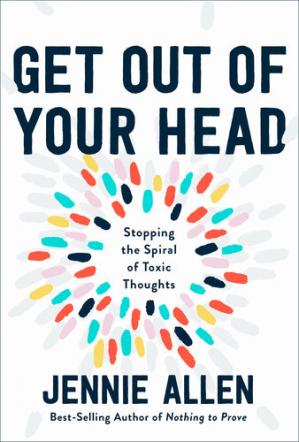 GET OUT OF
YOUR HEAD
Stopping
the Spiral
of Toxic
Thoughts
JENNIE ALLEN
Best-Selling Author of Nothing to Prove